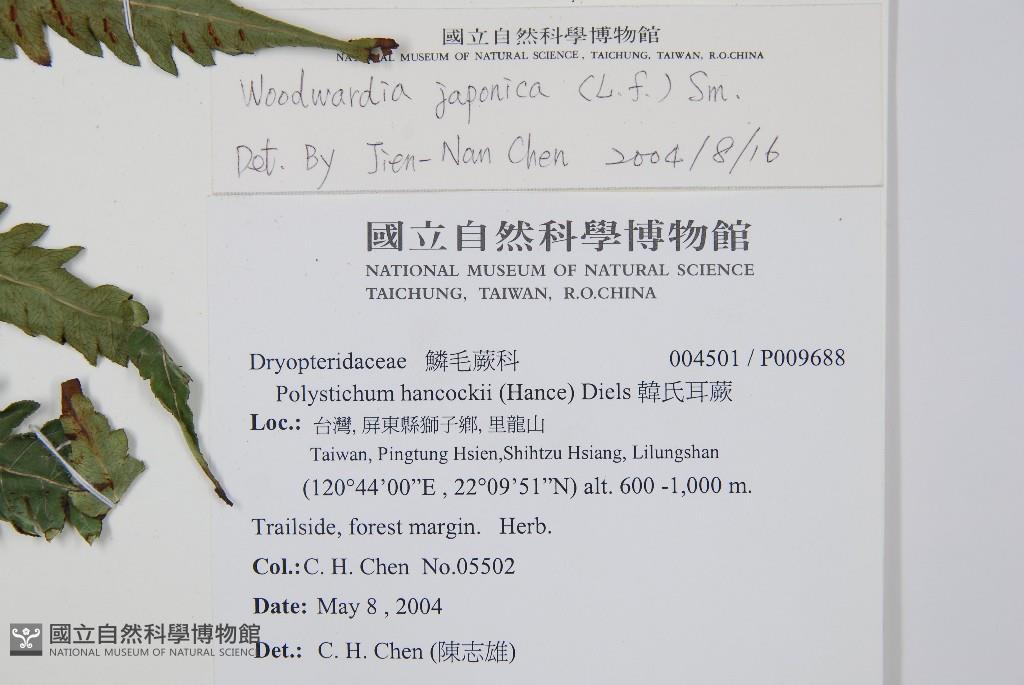 國立自然科學博物館
NATIONAL MUSEUM OF NATURAL SCIENCE, TAICHUNG, TAIWAN, R.O.CHINA
Woodwardia japonica (L.f.) Sm.
Det. By Jien-Nan Chen 2004/8/16
國立自然科學博物館
NATIONAL MUSEUM OF NATURAL SCIENCE
TAICHUNG, TAIWAN, R.O.CHINA
Dryopteridaceae 鱗毛蕨科 004501 / P009688
Polystichum hancockii (Hance) Diels 韓氏耳蕨
Loc.: 台灣, 屏東縣獅子鄉, 里龍山
Taiwan, Pingtung Hsien,Shihtzu Hsiang, Lilungshan
(120°44’00”E , 22°09’51”N) alt. 600 -1,000 m.
Trailside, forest margin. Herb.
Col.: C. H. Chen No.05502
Date: May 8 , 2004
Det.: C. H. Chen (陳志雄)
國立自然科學博物館
NATIONAL MUSEUM OF NATURAL SCIENCE